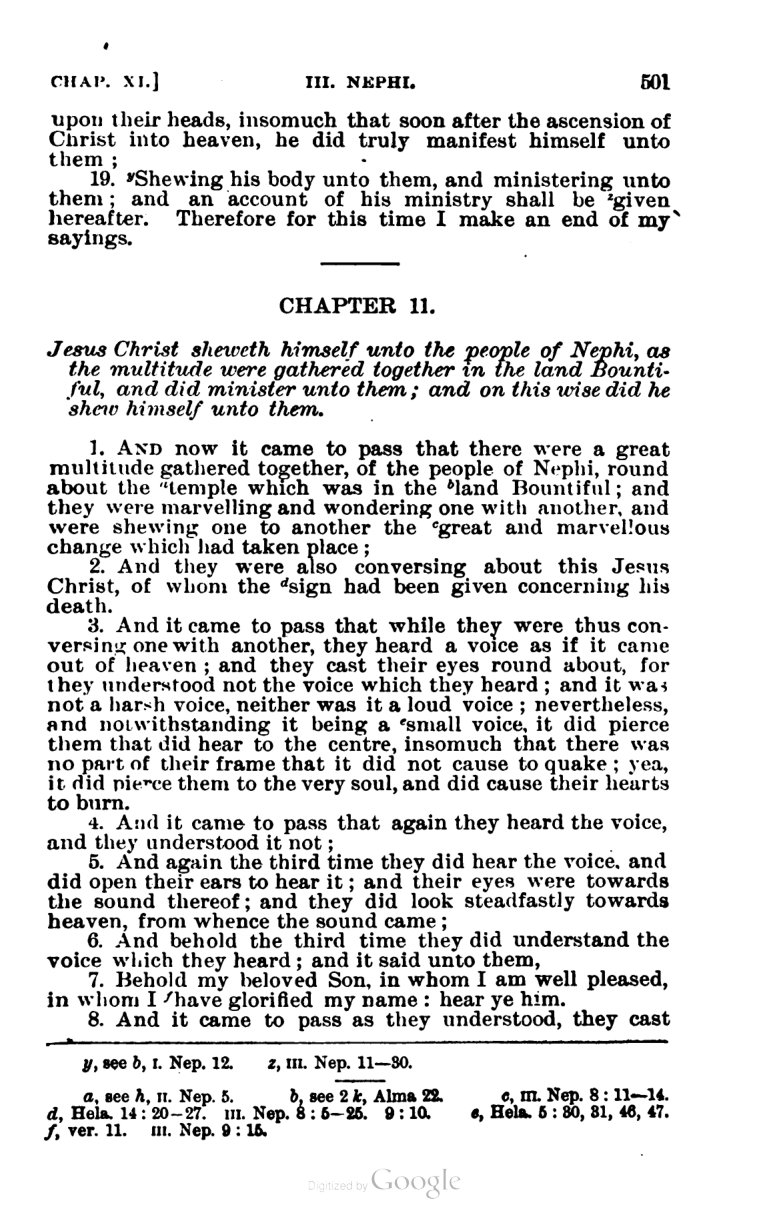 CHAP. XI.] III. NEPHI. 501
upon their heads, insomuch that soon after the ascension of
Christ into heaven, he did truly manifest himself unto
them ;
19. ʸShewing his body unto them, and ministering unto
them ; and an account of his ministry shall be ᶻgiven
hereafter. Therefore for this time I make an end of my
sayings.
CHAPTER 11.
Jesus Christ sheweth himself unto the people of Nephi, as
the multitude were gathered together in the land Bounti-
ful, and did minister unto them ; and on this wise did he
shew himself unto them.
1. AND now it came to pass that there were a great
multitude gathered together, of the people of Nephi, round
about the ᵃtemple which was in the ᵇland Bountiful ; and
they were marvelling and wondering one with another, and
were shewing one to another the ᶜgreat and marvellous
change which had taken place ;
2. And they were also conversing about this Jesus
Christ, of whom the ᵈsign had been given concerning his
death.
3. And it came to pass that while they were thus con-
versing one with another, they heard a voice as if it came
out of heaven ; and they cast their eyes round about, for
they understood not the voice which they heard ; and it was
not a harsh voice, neither was it a loud voice ; nevertheless,
and notwithstanding it being a ᵉsmall voice, it did pierce
them that did hear to the centre, insomuch that there was
no part of their frame that it did not cause to quake ; yea,
it did pierce them to the very soul, and did cause their hearts
to burn.
4. And it came to pass that again they heard the voice,
and they understood it not ;
5. And again the third time they did hear the voice, and
did open their ears to hear it ; and their eyes were towards
the sound thereof ; and they did look steadfastly towards
heaven, from whence the sound came ;
6. And behold the third time they did understand the
voice which they heard ; and it said unto them,
7. Behold my beloved Son, in whom I am well pleased,
in whom I ᶠhave glorified my name : hear ye him.
8. And it came to pass as they understood, they cast
y, see b, I. Nep. 12. z, III. Nep. 11—30.
a, see h, II. Nep. 5. b, see 2 k, Alma 22. c, III. Nep. 8 : 11—14.
d, Hela. 14 : 20—27. III. Nep. 8 : 5—25. 9 : 10. e, Hela. 5 : 30, 31, 46, 47.
f, ver. 11. III. Nep. 9 : 15.
Digitized by Google